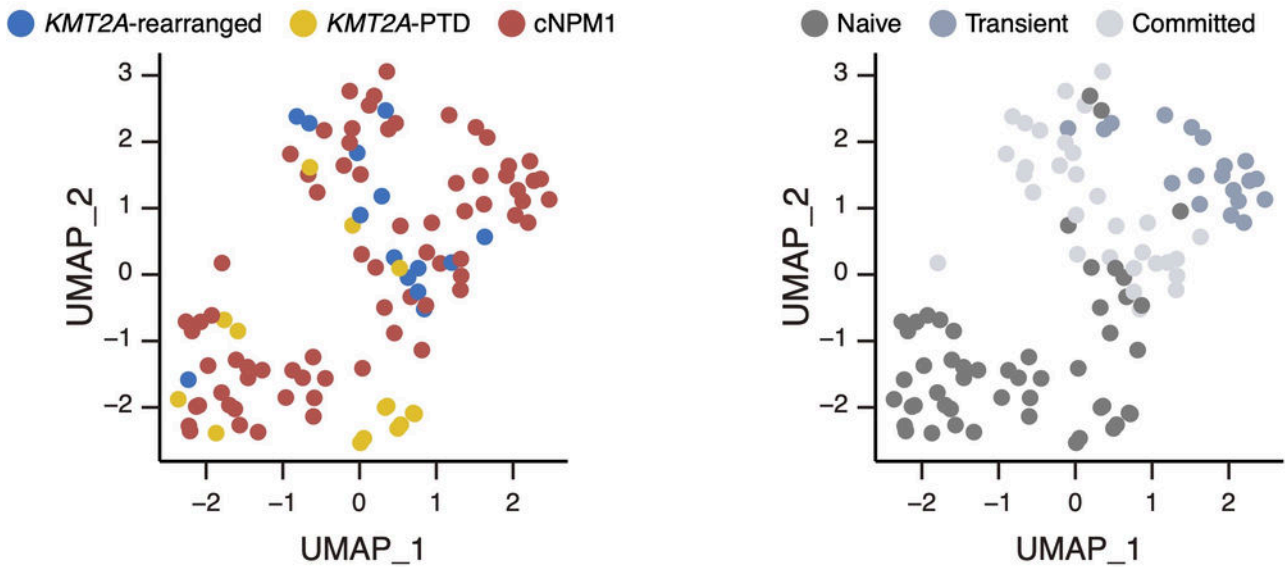 KMT2A-rearranged KMT2A-PTD cNPM1
3
2
1
0
−1
−2
UMAP_2
−2 −1 0 1 2
UMAP_1
Naive Transient Committed
3
2
1
0
−1
−2
UMAP_2
−2 −1 0 1 2
UMAP_1